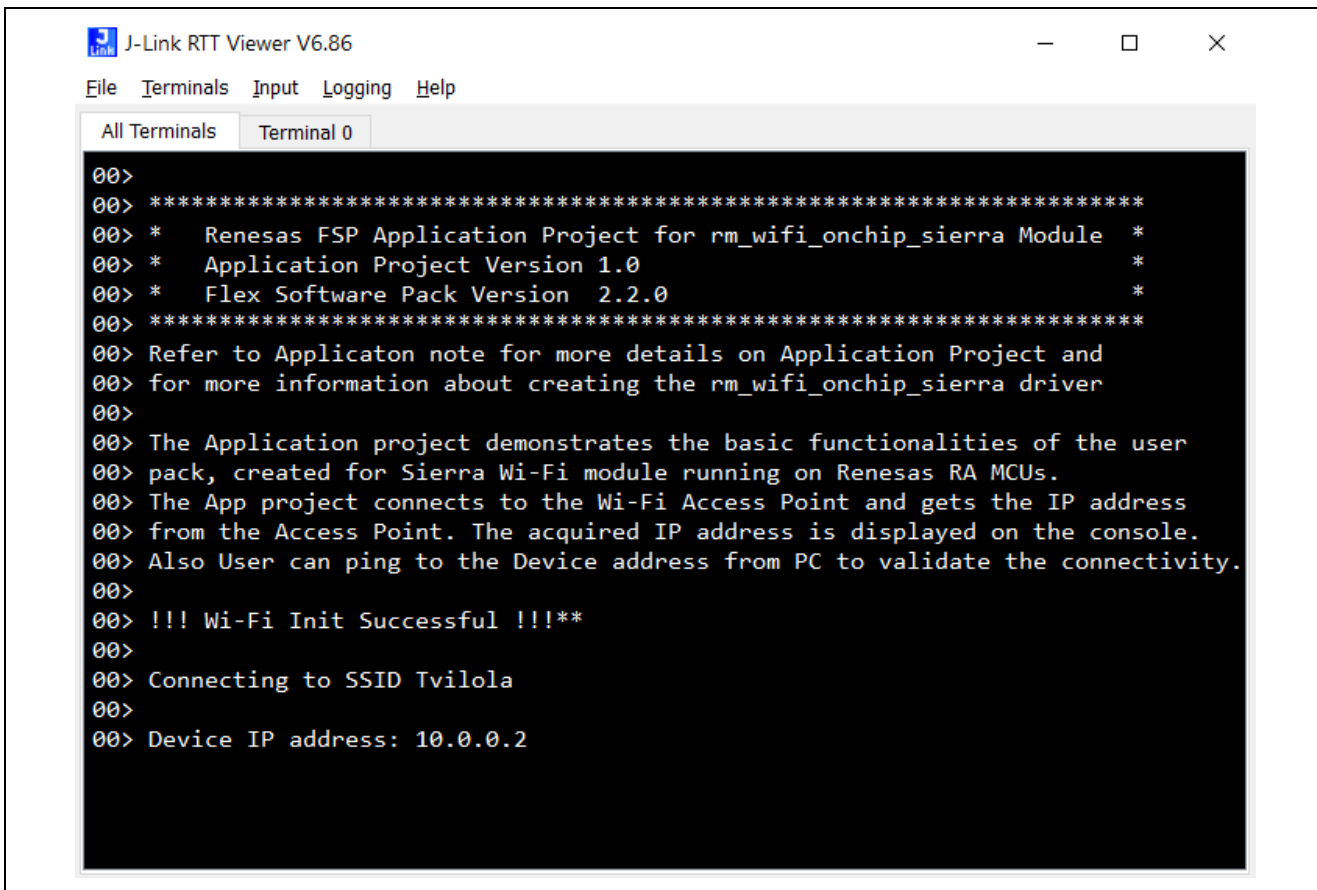 J-Link RTT Viewer V6.86
File Terminals Input Logging Help
All Terminals Terminal 0
00>
00> ***********************************************************************
00> *   Renesas FSP Application Project for rm_wifi_onchip_sierra Module  *
00> *   Application Project Version 1.0                                   *
00> *   Flex Software Pack Version  2.2.0                                 *
00> ***********************************************************************
00> Refer to Applicaton note for more details on Application Project and
00> for more information about creating the rm_wifi_onchip_sierra driver
00>
00> The Application project demonstrates the basic functionalities of the user
00> pack, created for Sierra Wi-Fi module running on Renesas RA MCUs.
00> The App project connects to the Wi-Fi Access Point and gets the IP address
00> from the Access Point. The acquired IP address is displayed on the console.
00> Also User can ping to the Device address from PC to validate the connectivity.
00>
00> !!! Wi-Fi Init Successful !!!**
00>
00> Connecting to SSID Tvilola
00>
00> Device IP address: 10.0.0.2